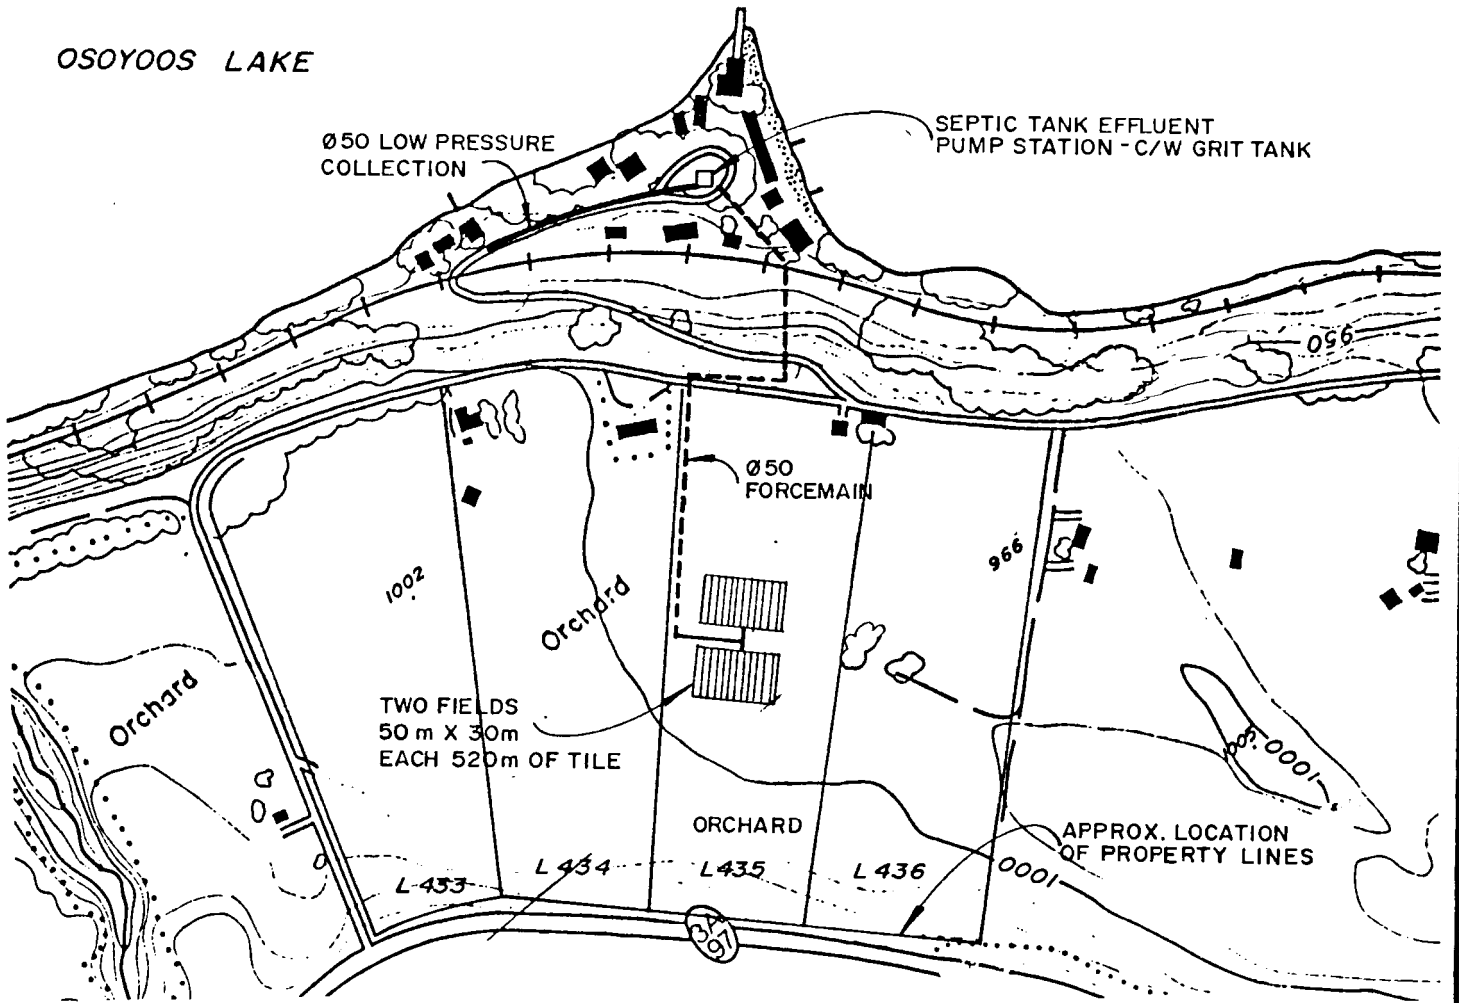 OSOYOOS LAKE
Ø50 LOW PRESSURE
COLLECTION
SEPTIC TANK EFFLUENT
PUMP STATION - C/W GRIT TANK
950
Ø50
FORCEMAIN
1002
966
Orchard
Orchard
TWO FIELDS
50 m X 30m
EACH 520m OF TILE
1005
1000
ORCHARD
APPROX. LOCATION
OF PROPERTY LINES
L 433
L 434
L 435
L 436
1000
3A
97